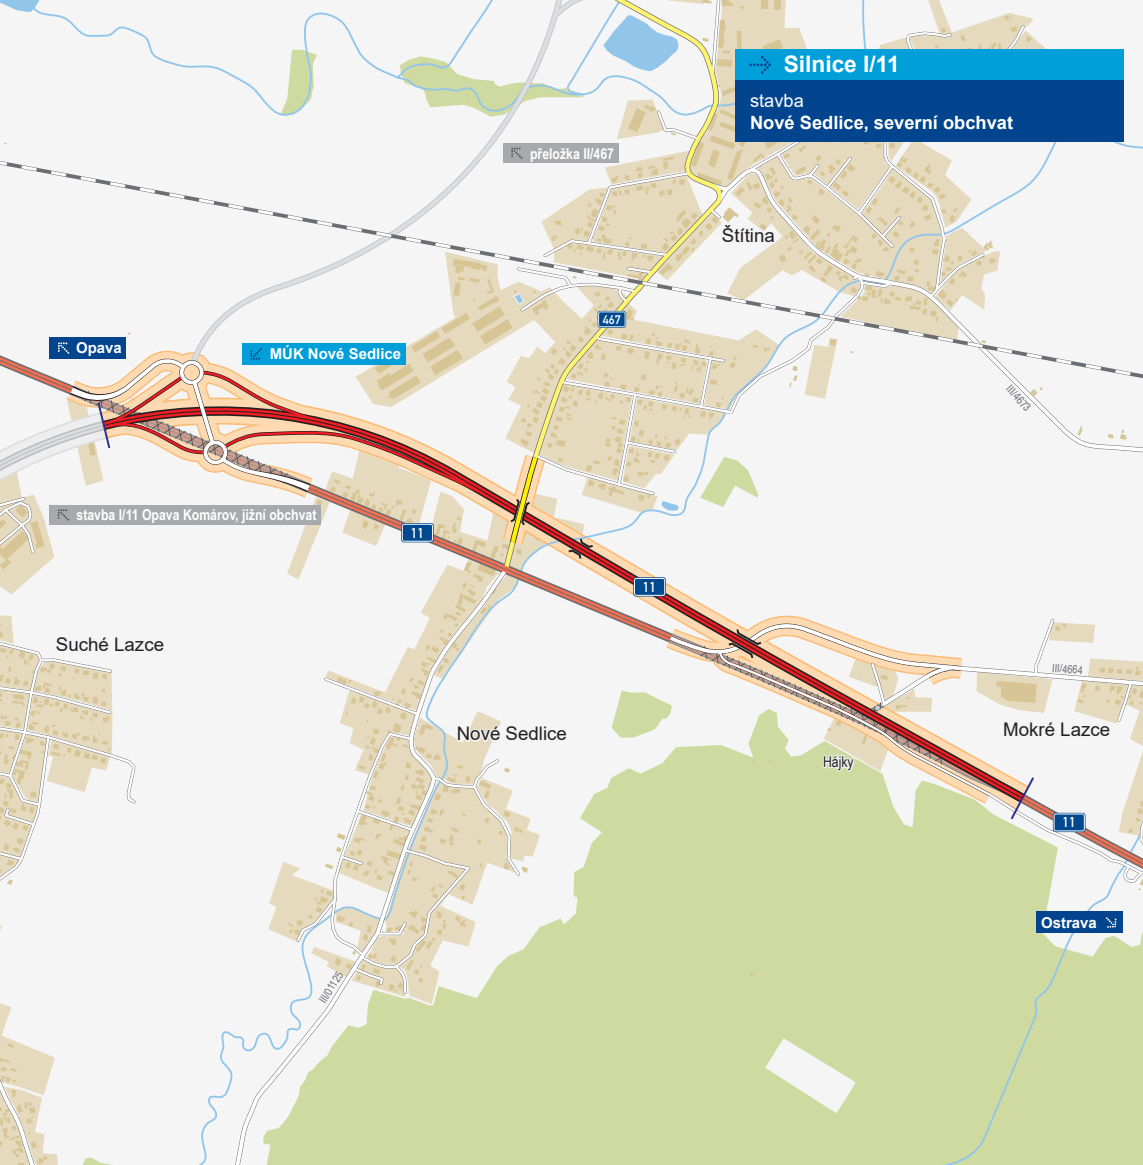 Silnice I/11
stavba
Nové Sedlice, severní obchvat
přeložka II/467
Štítina
467
Opava
MÚK Nové Sedlice
III/4673
stavba I/11 Opava Komárov, jižní obchvat
11
11
Suché Lazce
III/4664
Nové Sedlice
Mokré Lazce
Hájky
11
Ostrava
III/01125